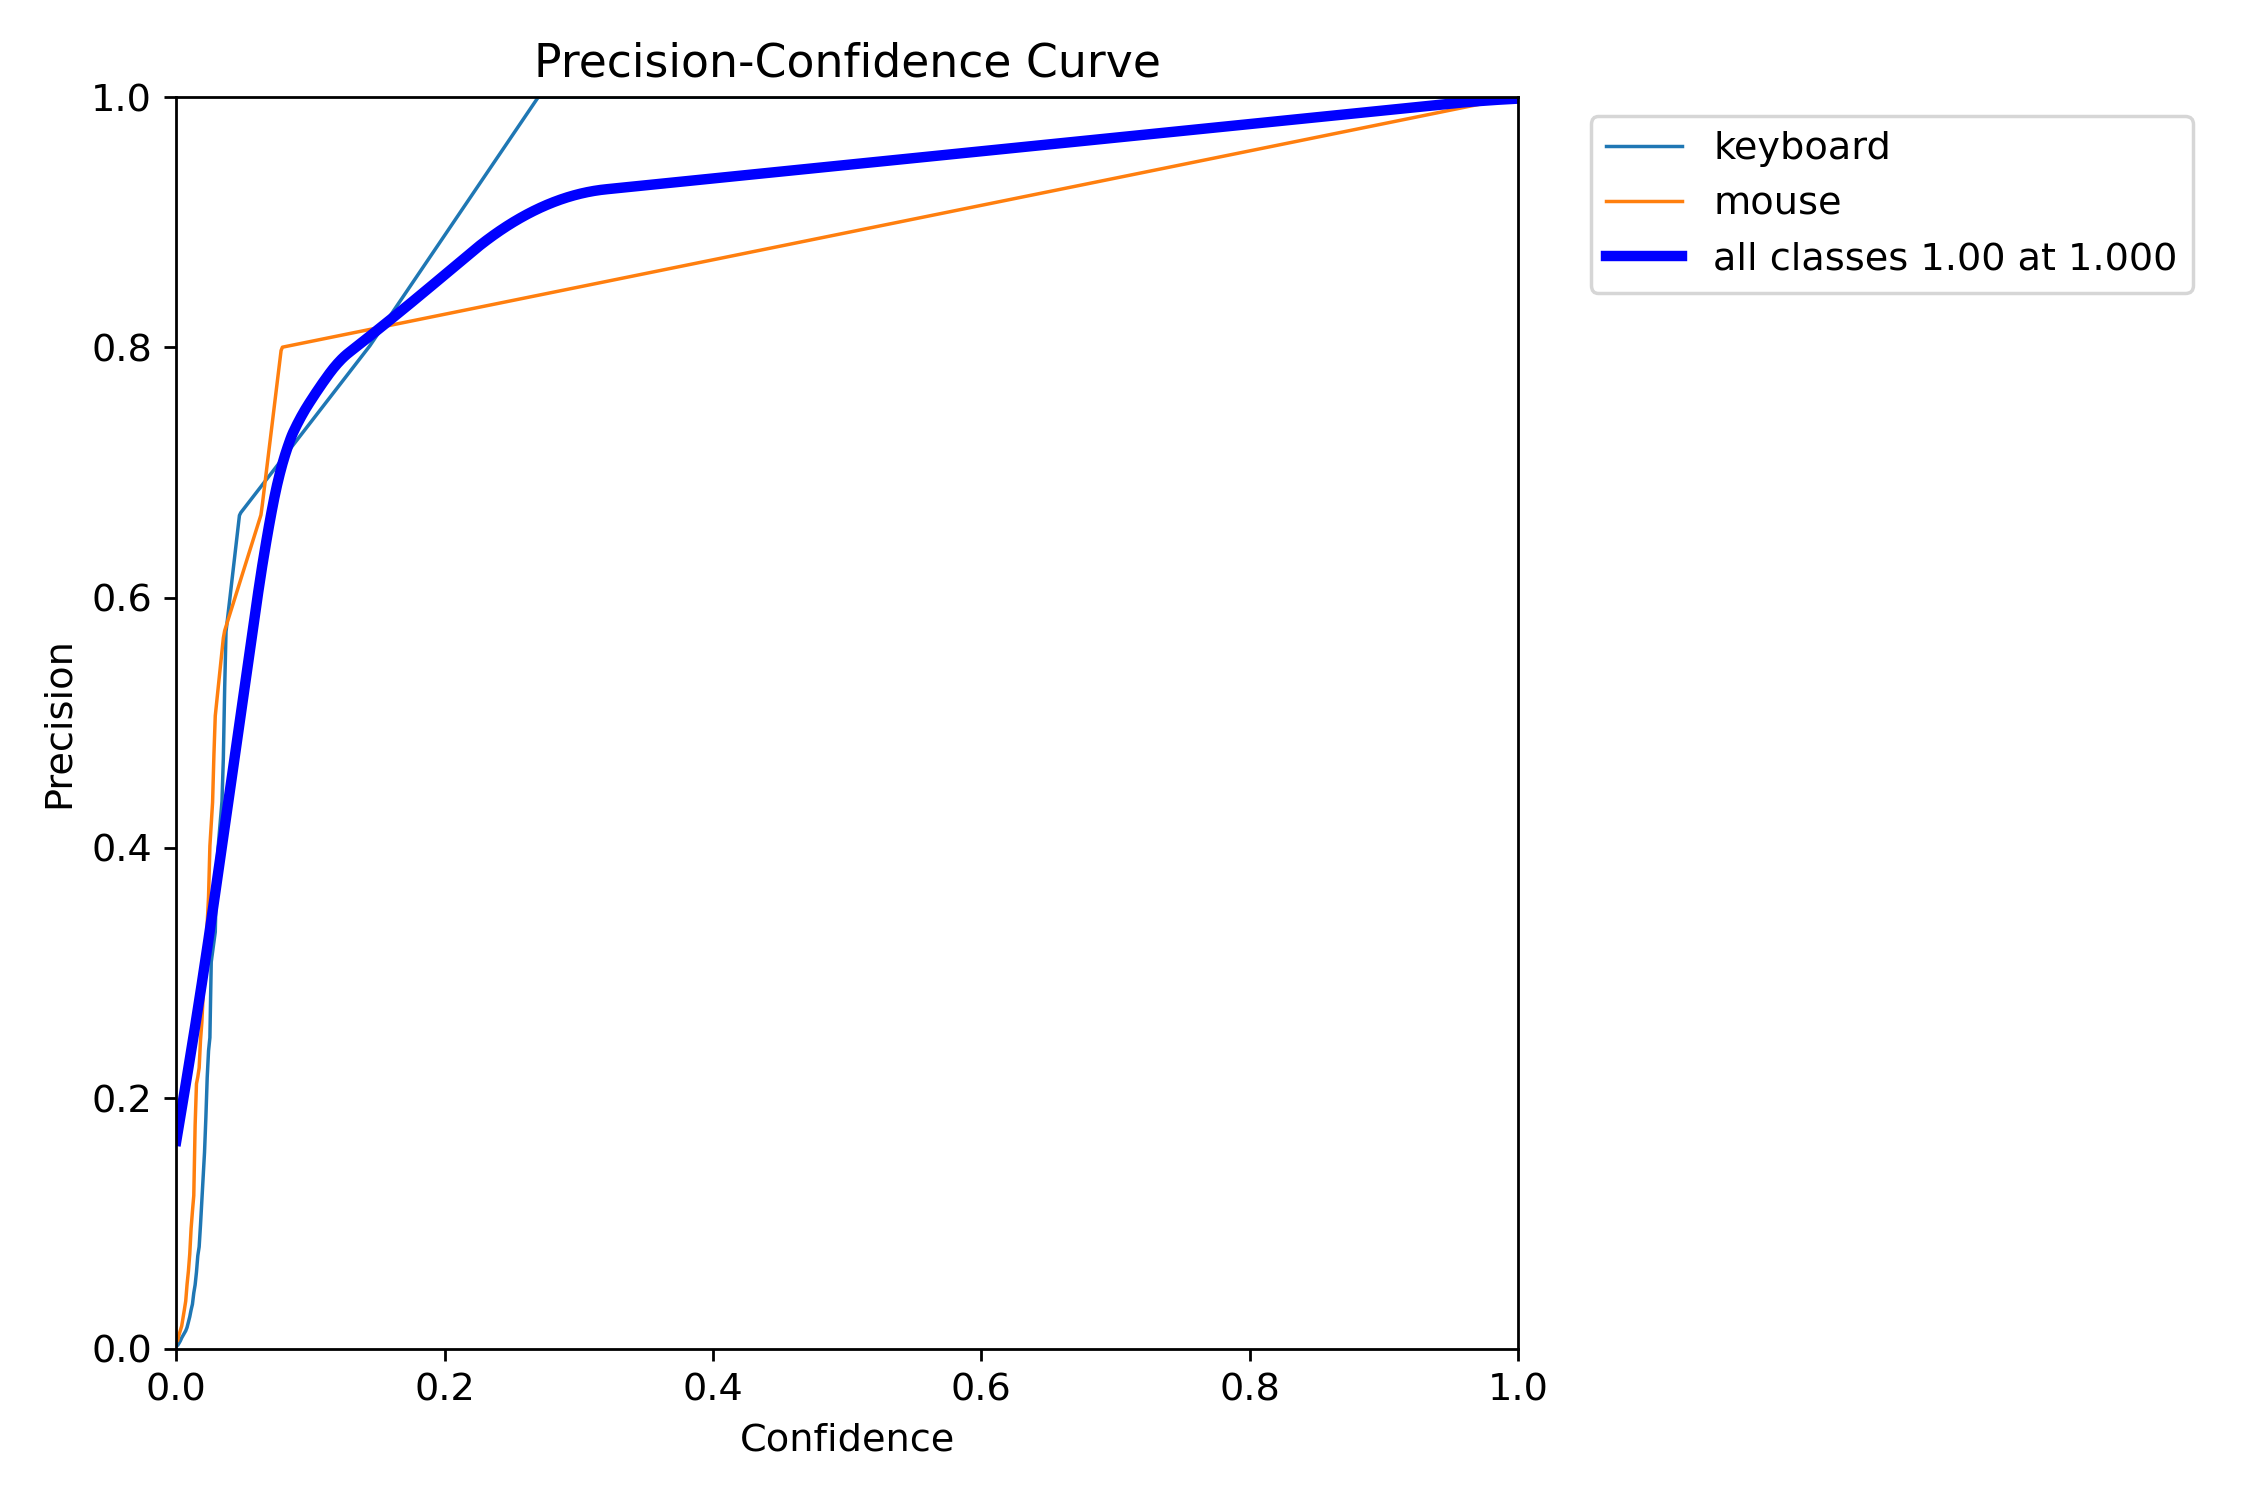 Precision-Confidence Curve
1.0
0.8
0.6
0.4
0.2
0.0
Precision
0.0 0.2 0.4 0.6 0.8 1.0
Confidence
keyboard
mouse
all classes 1.00 at 1.000